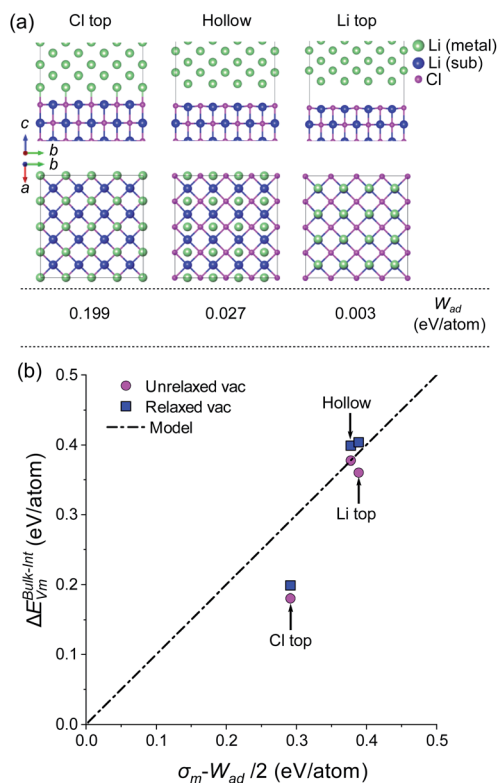 (a)
Cl top
Hollow
Li top
Li (metal)
Li (sub)
Cl
c
b
b
a
0.199
0.027
0.003
W_ad
(eV/atom)
(b)
Unrelaxed vac
Relaxed vac
Model
Hollow
Li top
Cl top
0.5
0.4
0.3
0.2
0.1
0.0
0.0
0.1
0.2
0.3
0.4
0.5
ΔE_Vm^Bulk-Int (eV/atom)
σ_m-W_ad /2 (eV/atom)